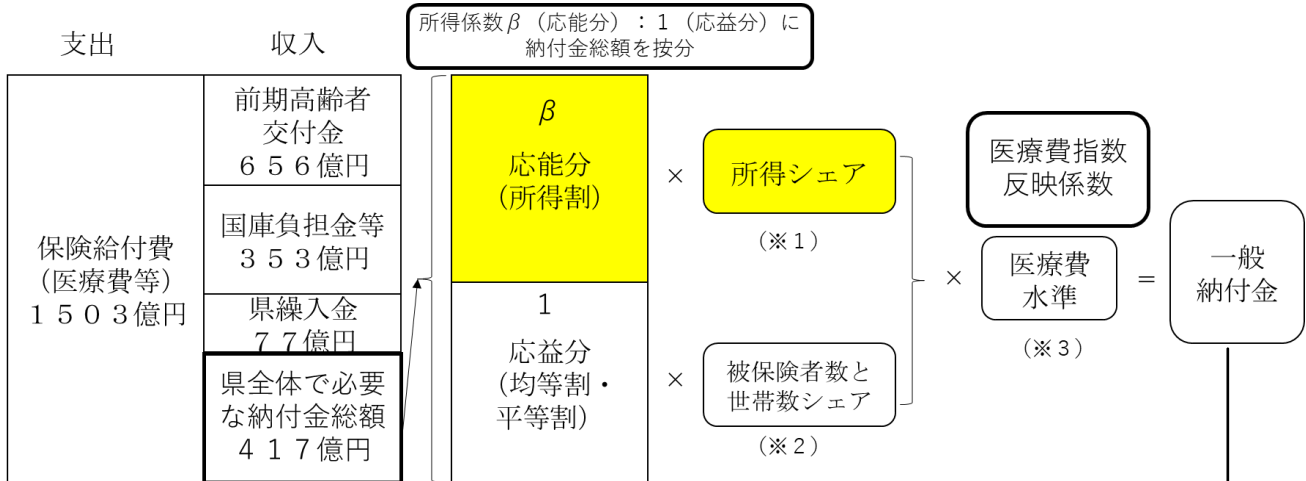 所得係数β（応能分）：１（応益分）に
納付金総額を按分
支出
収入
保険給付費
（医療費等）
１５０３億円
前期高齢者
交付金
６５６億円
国庫負担金等
３５３億円
県繰入金
７７億円
県全体で必要
な納付金総額
４１７億円
β
応能分
（所得割）
×
所得シェア
（※１）
1
応益分
（均等割・
平等割）
×
被保険者数と
世帯数シェア
（※２）
×
医療費指数
反映係数
医療費
水準
（※３）
＝
一般
納付金